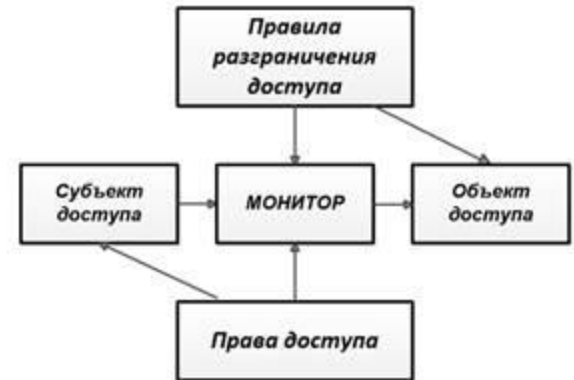 Правила
разграничения
доступа
Субъект
доступа
МОНИТОР
Объект
доступа
Права доступа